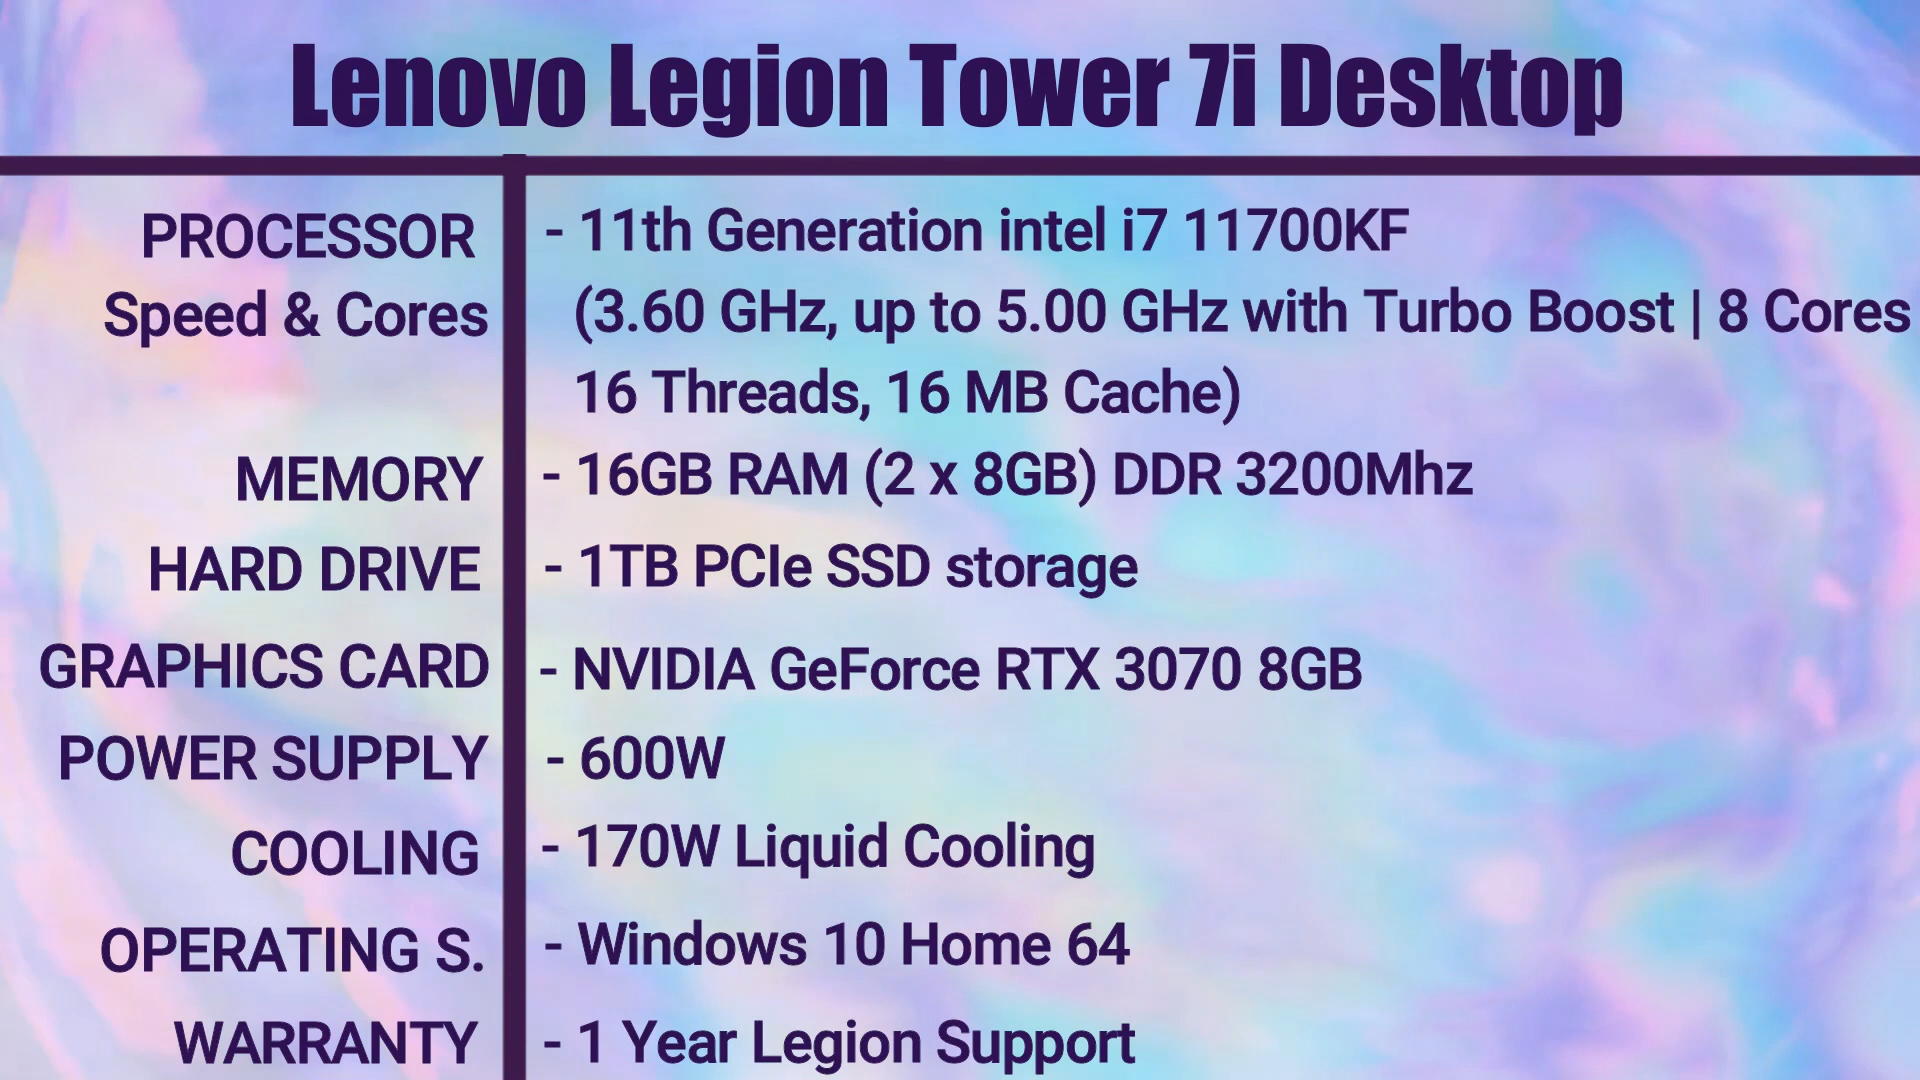 Lenovo Legion Tower 7i Desktop
PROCESSOR - 11th Generation intel i7 11700KF
Speed & Cores (3.60 GHz, up to 5.00 GHz with Turbo Boost | 8 Cores
16 Threads, 16 MB Cache)
MEMORY - 16GB RAM (2 x 8GB) DDR 3200Mhz
HARD DRIVE - 1TB PCIe SSD storage
GRAPHICS CARD - NVIDIA GeForce RTX 3070 8GB
POWER SUPPLY - 600W
COOLING - 170W Liquid Cooling
OPERATING S. - Windows 10 Home 64
WARRANTY - 1 Year Legion Support